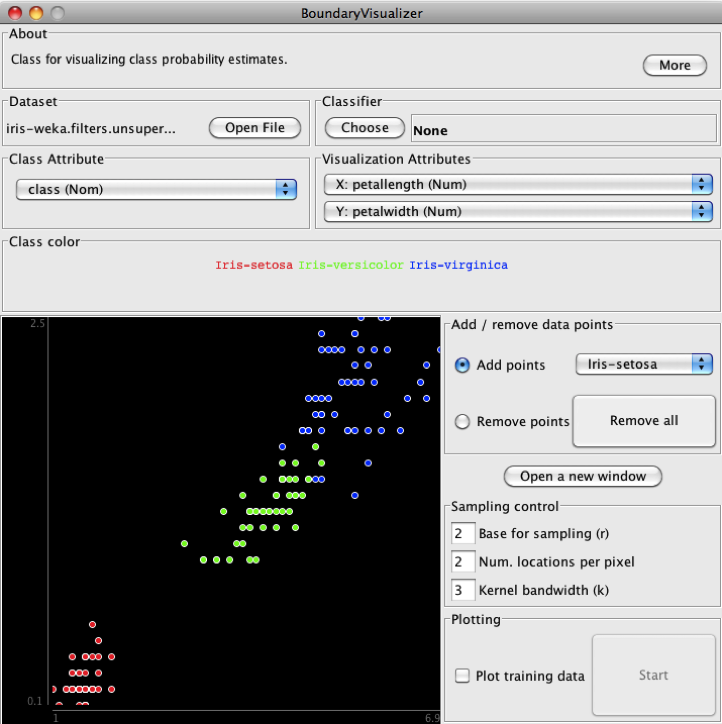 BoundaryVisualizer
About
Class for visualizing class probability estimates.
More
Dataset
iris-weka.filters.unsuper...
Open File
Classifier
Choose
None
Class Attribute
class (Nom)
Visualization Attributes
X: petallength (Num)
Y: petalwidth (Num)
Class color
Iris-setosa Iris-versicolor Iris-virginica
2.5
0.1
1
6.9
Add / remove data points
Add points
Iris-setosa
Remove points
Remove all
Open a new window
Sampling control
2 Base for sampling (r)
2 Num. locations per pixel
3 Kernel bandwidth (k)
Plotting
Plot training data
Start